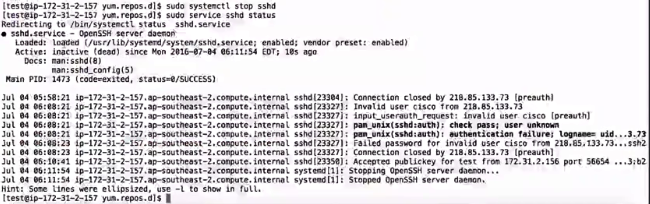 [test@ip-172-31-2-157 yum.repos.d]$ sudo systemctl stop sshd
[test@ip-172-31-2-157 yum.repos.d]$ sudo service sshd status
Redirecting to /bin/systemctl status  sshd.service
● sshd.service - OpenSSH server daemon
Loaded: loaded (/usr/lib/systemd/system/sshd.service; enabled; vendor preset: enabled)
Active: inactive (dead) since Mon 2016-07-04 06:11:54 EDT; 10s ago
Docs: man:sshd(8)
man:sshd_config(5)
Main PID: 1473 (code=exited, status=0/SUCCESS)
Jul 04 05:58:21 ip-172-31-2-157.ap-southeast-2.compute.internal sshd[23304]: Connection closed by 218.85.133.73 [preauth]
Jul 04 06:08:21 ip-172-31-2-157.ap-southeast-2.compute.internal sshd[23327]: Invalid user cisco from 218.85.133.73
Jul 04 06:08:21 ip-172-31-2-157.ap-southeast-2.compute.internal sshd[23327]: input_userauth_request: invalid user cisco [preauth]
Jul 04 06:08:21 ip-172-31-2-157.ap-southeast-2.compute.internal sshd[23327]: pam_unix(sshd:auth): check pass; user unknown
Jul 04 06:08:21 ip-172-31-2-157.ap-southeast-2.compute.internal sshd[23327]: pam_unix(sshd:auth): authentication failure; logname= uid...3.73
Jul 04 06:08:23 ip-172-31-2-157.ap-southeast-2.compute.internal sshd[23327]: Failed password for invalid user cisco from 218.85.133.73...ssh2
Jul 04 06:08:23 ip-172-31-2-157.ap-southeast-2.compute.internal sshd[23327]: Connection closed by 218.85.133.73 [preauth]
Jul 04 06:10:41 ip-172-31-2-157.ap-southeast-2.compute.internal sshd[23350]: Accepted publickey for test from 172.31.2.156 port 56654 ...3;b2
Jul 04 06:11:54 ip-172-31-2-157.ap-southeast-2.compute.internal systemd[1]: Stopping OpenSSH server daemon...
Jul 04 06:11:54 ip-172-31-2-157.ap-southeast-2.compute.internal systemd[1]: Stopped OpenSSH server daemon.
Hint: Some lines were ellipsized, use -l to show in full.
[test@ip-172-31-2-157 yum.repos.d]$